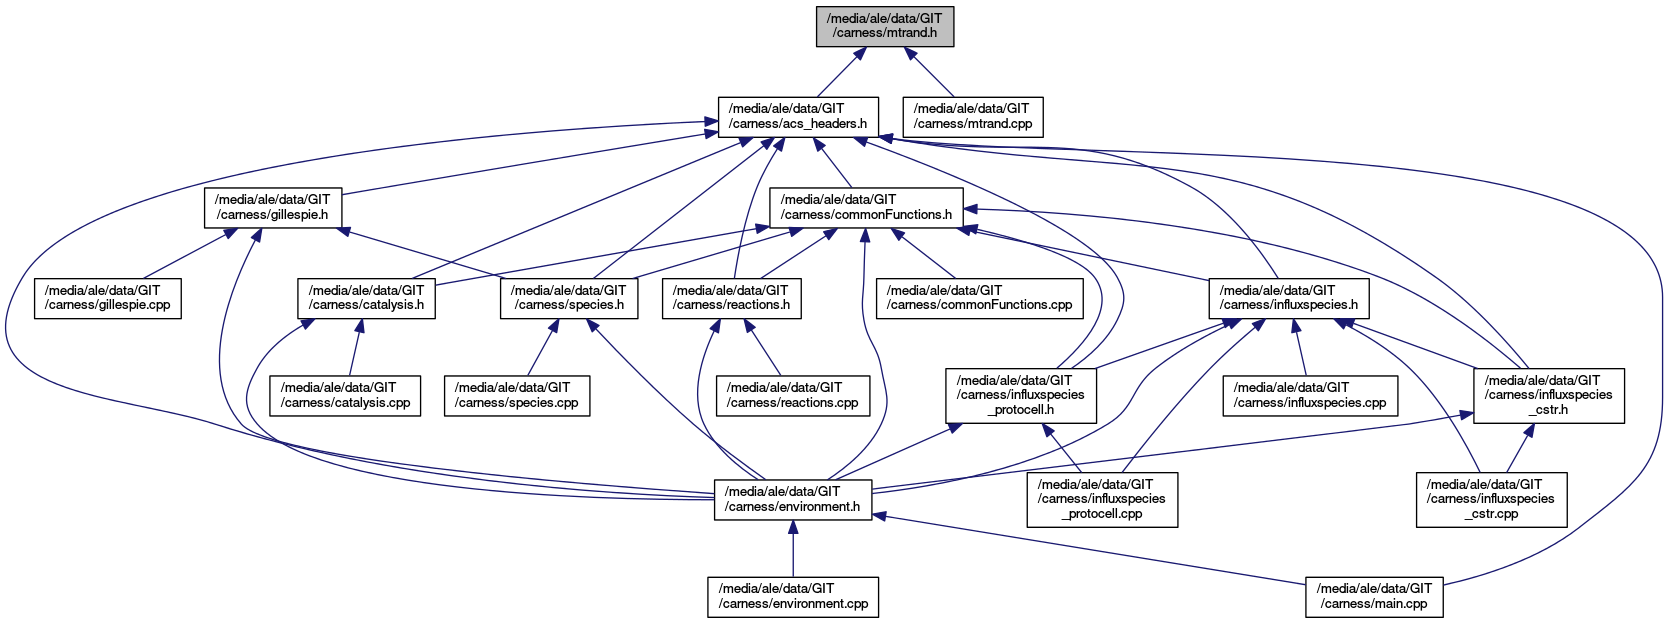 /media/ale/data/GIT
/carness/mtrand.h
/media/ale/data/GIT
/carness/acs_headers.h
/media/ale/data/GIT
/carness/mtrand.cpp
/media/ale/data/GIT
/carness/gillespie.h
/media/ale/data/GIT
/carness/commonFunctions.h
/media/ale/data/GIT
/carness/gillespie.cpp
/media/ale/data/GIT
/carness/catalysis.h
/media/ale/data/GIT
/carness/species.h
/media/ale/data/GIT
/carness/reactions.h
/media/ale/data/GIT
/carness/commonFunctions.cpp
/media/ale/data/GIT
/carness/influxspecies.h
/media/ale/data/GIT
/carness/catalysis.cpp
/media/ale/data/GIT
/carness/species.cpp
/media/ale/data/GIT
/carness/reactions.cpp
/media/ale/data/GIT
/carness/influxspecies
_protocell.h
/media/ale/data/GIT
/carness/influxspecies.cpp
/media/ale/data/GIT
/carness/influxspecies
_cstr.h
/media/ale/data/GIT
/carness/environment.h
/media/ale/data/GIT
/carness/influxspecies
_protocell.cpp
/media/ale/data/GIT
/carness/influxspecies
_cstr.cpp
/media/ale/data/GIT
/carness/environment.cpp
/media/ale/data/GIT
/carness/main.cpp